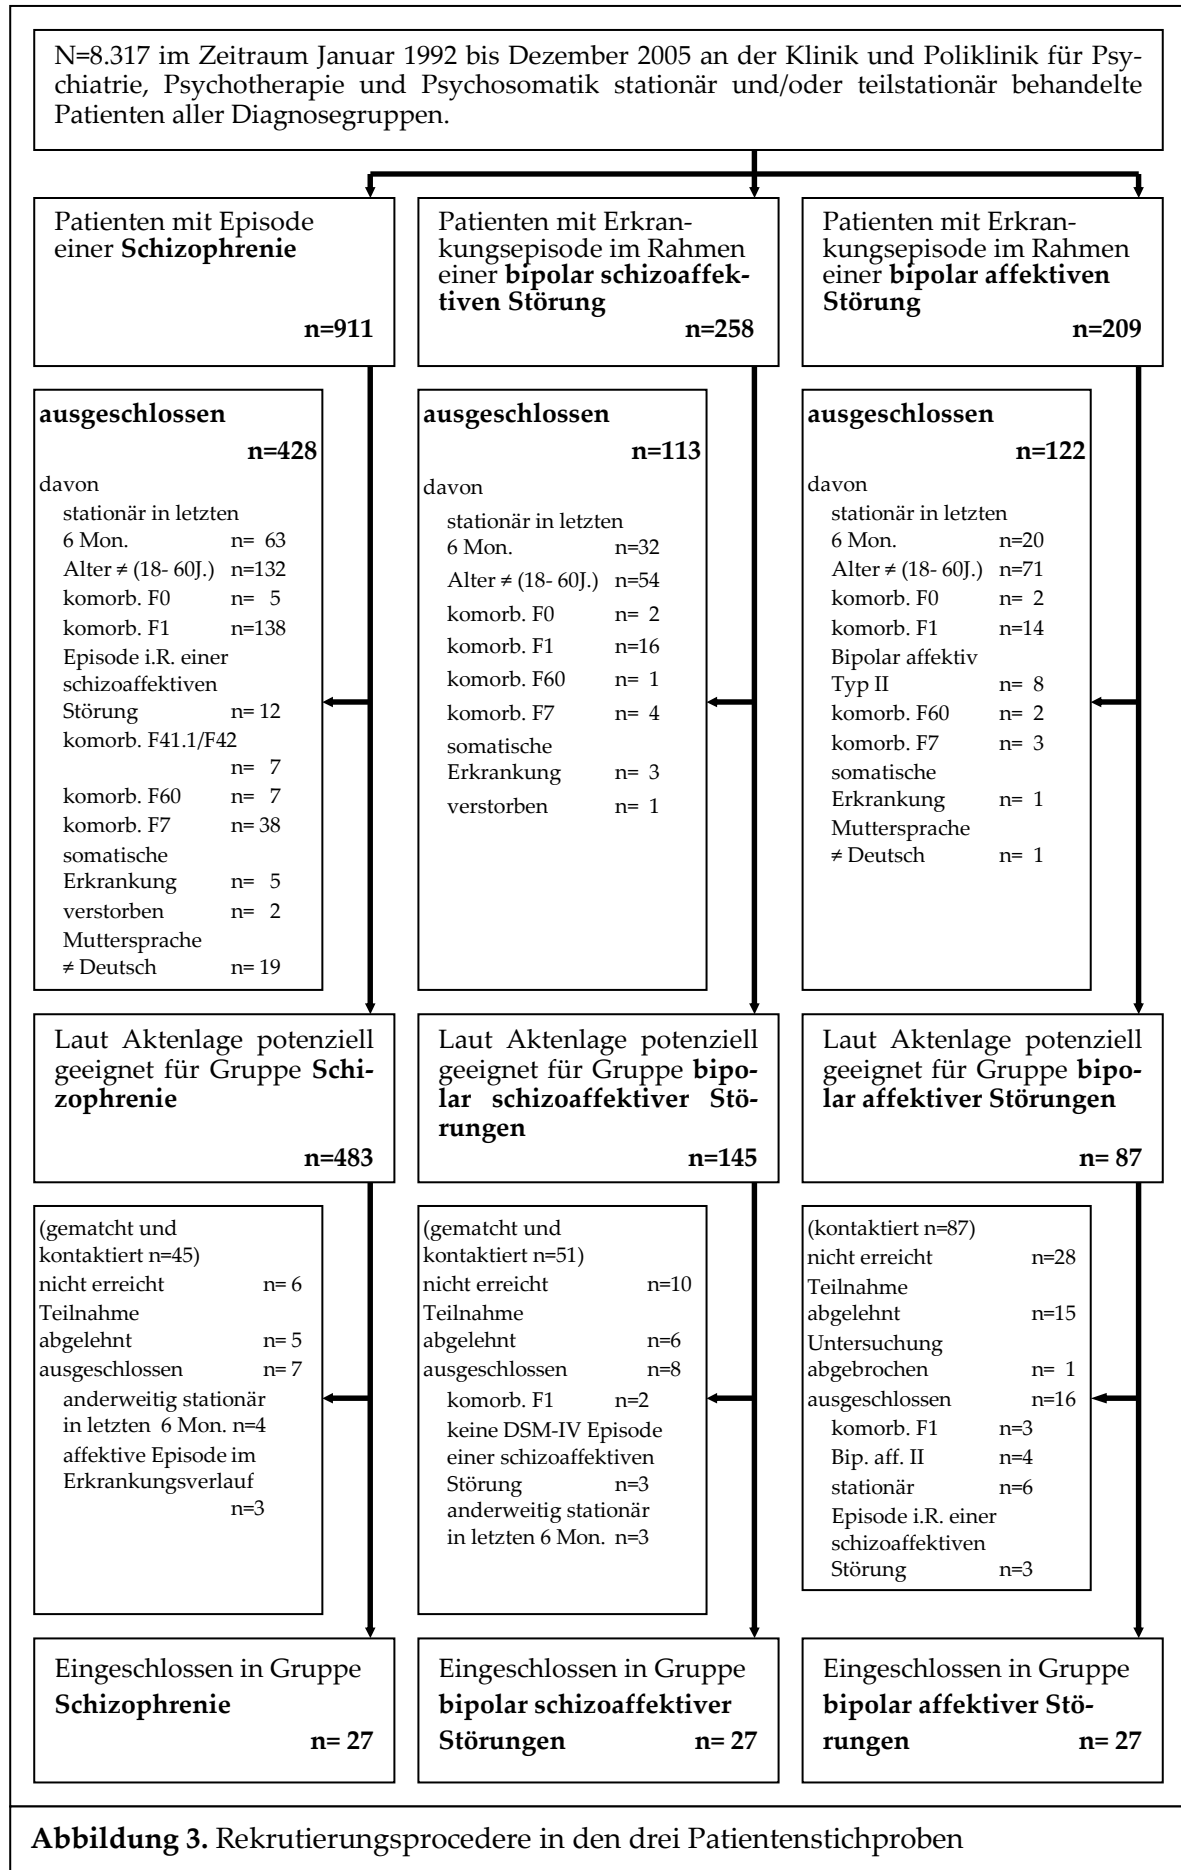 N=8.317 im Zeitraum Januar 1992 bis Dezember 2005 an der Klinik und Poliklinik für Psy-
chiatrie, Psychotherapie und Psychosomatik stationär und/oder teilstationär behandelte
Patienten aller Diagnosegruppen.
Patienten mit Episode
einer Schizophrenie
n=911
Patienten mit Erkran-
kungsepisode im Rahmen
einer bipolar schizoaffek-
tiven Störung
n=258
Patienten mit Erkran-
kungsepisode im Rahmen
einer bipolar affektiven
Störung
n=209
ausgeschlossen
n=428
davon
stationär in letzten
6 Mon. n= 63
Alter ≠ (18- 60J.) n=132
komorb. F0 n= 5
komorb. F1 n=138
Episode i.R. einer
schizoaffektiven
Störung n= 12
komorb. F41.1/F42
n= 7
komorb. F60 n= 7
komorb. F7 n= 38
somatische
Erkrankung n= 5
verstorben n= 2
Muttersprache
≠ Deutsch n= 19
ausgeschlossen
n=113
davon
stationär in letzten
6 Mon. n=32
Alter ≠ (18- 60J.) n=54
komorb. F0 n= 2
komorb. F1 n=16
komorb. F60 n= 1
komorb. F7 n= 4
somatische
Erkrankung n= 3
verstorben n= 1
ausgeschlossen
n=122
davon
stationär in letzten
6 Mon. n=20
Alter ≠ (18- 60J.) n=71
komorb. F0 n= 2
komorb. F1 n=14
Bipolar affektiv
Typ II n= 8
komorb. F60 n= 2
komorb. F7 n= 3
somatische
Erkrankung n= 1
Muttersprache
≠ Deutsch n= 1
Laut Aktenlage potenziell
geeignet für Gruppe Schi-
zophrenie
n=483
Laut Aktenlage potenziell
geeignet für Gruppe bipo-
lar schizoaffektiver Stö-
rungen
n=145
Laut Aktenlage potenziell
geeignet für Gruppe bipo-
lar affektiver Störungen
n= 87
(gematcht und
kontaktiert n=45)
nicht erreicht n= 6
Teilnahme
abgelehnt n= 5
ausgeschlossen n= 7
anderweitig stationär
in letzten 6 Mon. n=4
affektive Episode im
Erkrankungsverlauf
n=3
(gematcht und
kontaktiert n=51)
nicht erreicht n=10
Teilnahme
abgelehnt n=6
ausgeschlossen n=8
komorb. F1 n=2
keine DSM-IV Episode
einer schizoaffektiven
Störung n=3
anderweitig stationär
in letzten 6 Mon. n=3
(kontaktiert n=87)
nicht erreicht n=28
Teilnahme
abgelehnt n=15
Untersuchung
abgebrochen n= 1
ausgeschlossen n=16
komorb. F1 n=3
Bip. aff. II n=4
stationär n=6
Episode i.R. einer
schizoaffektiven
Störung n=3
Eingeschlossen in Gruppe
Schizophrenie
n= 27
Eingeschlossen in Gruppe
bipolar schizoaffektiver
Störungen n= 27
Eingeschlossen in Gruppe
bipolar affektiver Stö-
rungen n= 27
Abbildung 3. Rekrutierungsprocedere in den drei Patientenstichproben